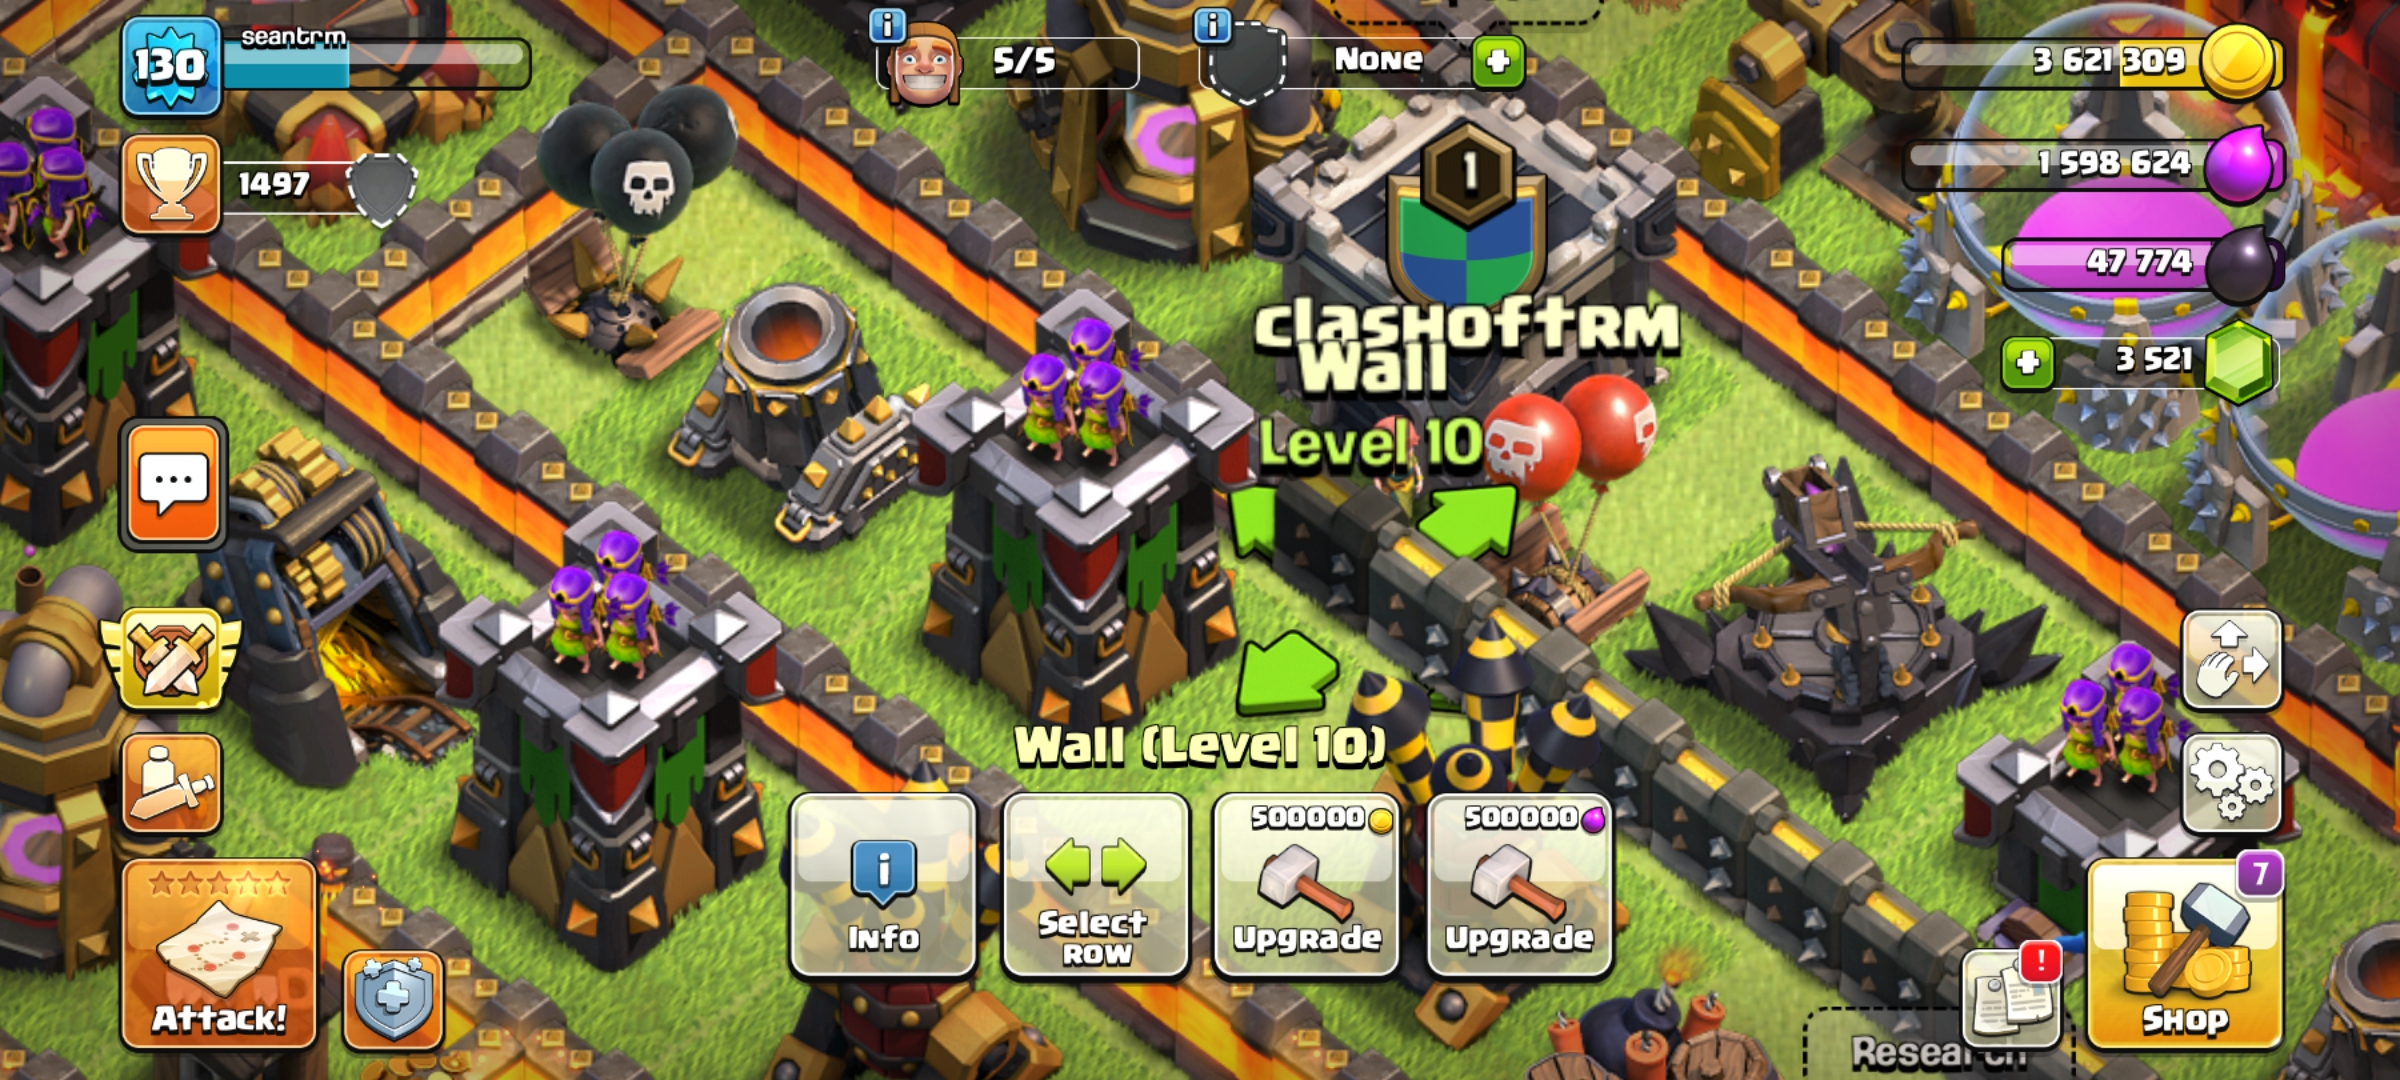 130
seantrm
5/5
None
3 621 309
1497
1 598 624
47 774
3 521
1
clashoftRM
Wall
Level 10
Wall (Level 10)
Info
Select
Row
500000
Upgrade
500000
Upgrade
Attack!
7
!
Shop
Research